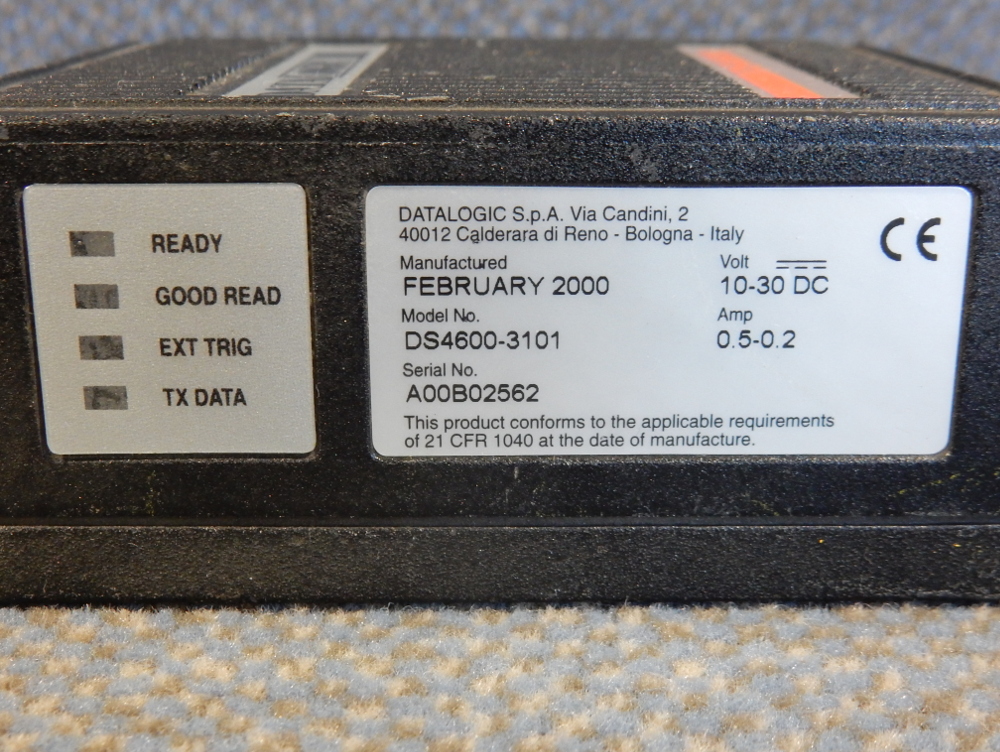 READY
GOOD READ
EXT TRIG
TX DATA
DATALOGIC S.p.A. Via Candini, 2
40012 Calderara di Reno - Bologna - Italy
CE
Manufactured
FEBRUARY 2000
Volt
10-30 DC
Model No.
DS4600-3101
Amp
0.5-0.2
Serial No.
A00B02562
This product conforms to the applicable requirements
of 21 CFR 1040 at the date of manufacture.